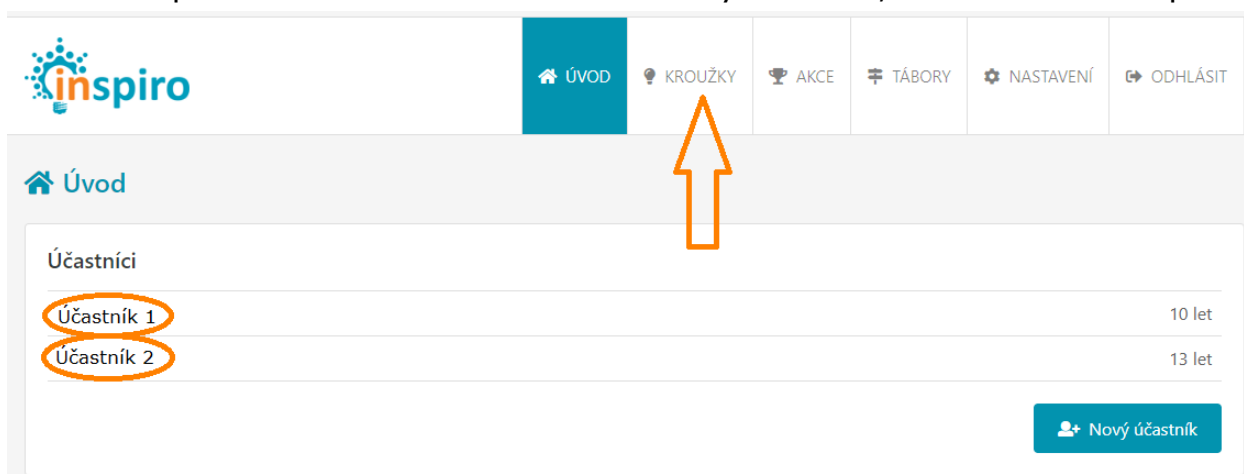 inspiro
ÚVOD
KROUŽKY
AKCE
TÁBORY
NASTAVENÍ
ODHLÁSIT
Úvod
Účastníci
Účastník 1
10 let
Účastník 2
13 let
Nový účastník